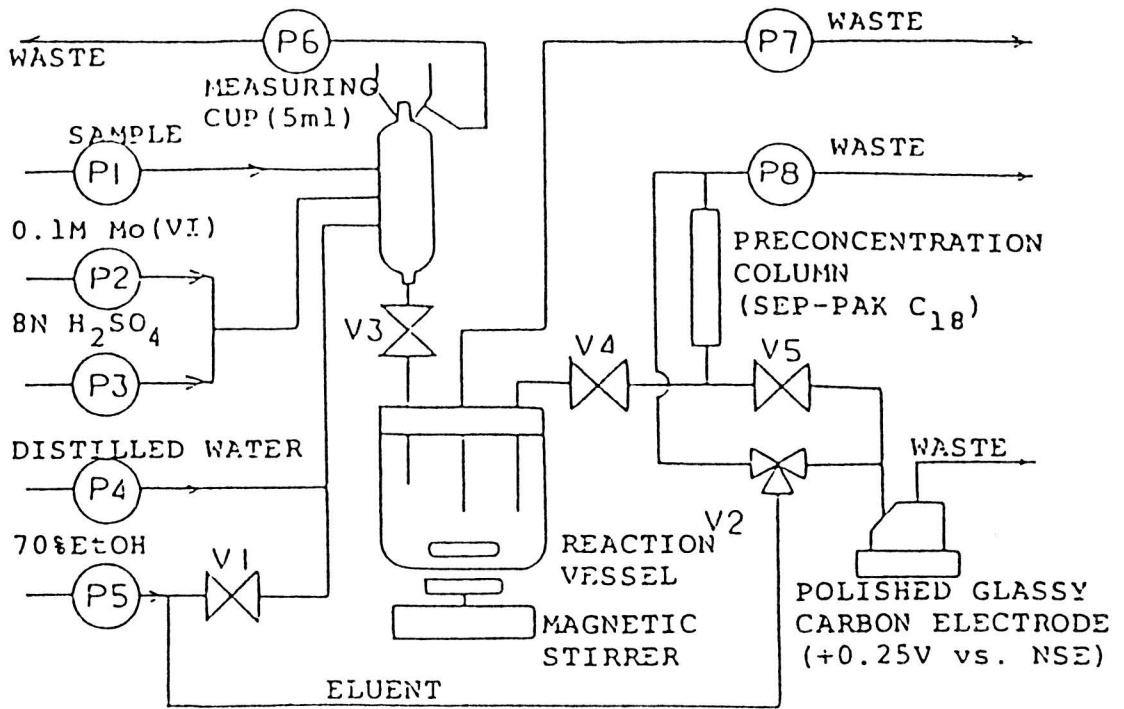 P6
WASTE
P7
WASTE
MEASURING
CUP(5ml)
SAMPLE
P1
P8
WASTE
0.1M Mo(VI)
P2
8N H₂SO₄
P3
PRECONCENTRATION
COLUMN
(SEP-PAK C₁₈)
V3
V4
V5
DISTILLED WATER
P4
WASTE
70%EtOH
P5
V1
V2
REACTION
VESSEL
MAGNETIC
STIRRER
POLISHED GLASSY
CARBON ELECTRODE
(+0.25V vs. NSE)
ELUENT